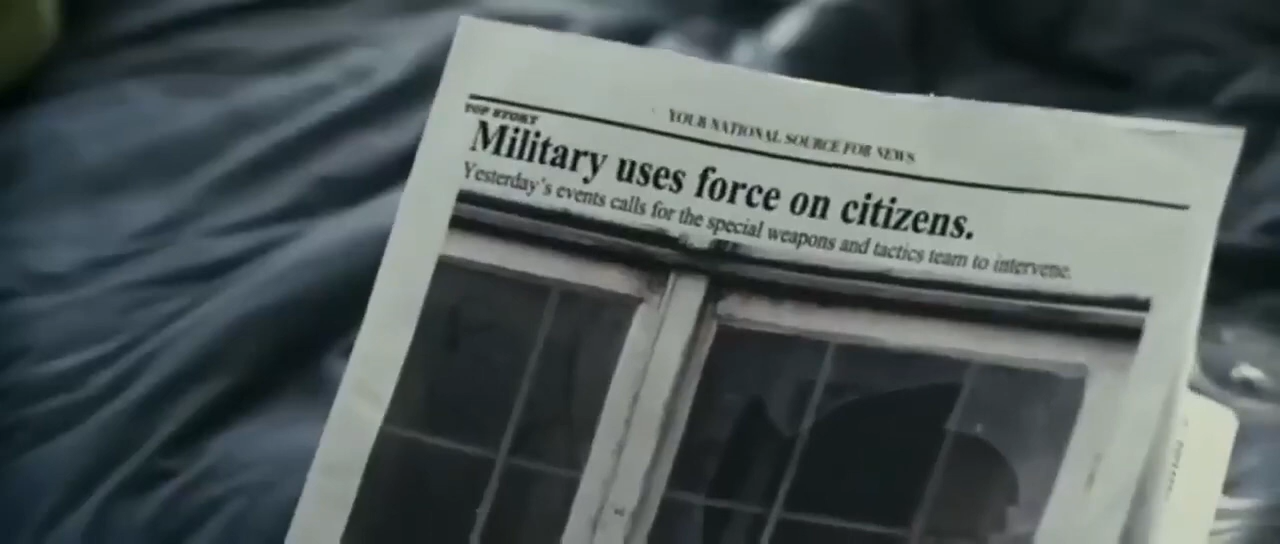 YOUR NATIONAL SOURCE FOR NEWS
TOP STORY
Military uses force on citizens.
Yesterday's events calls for the special weapons and tactics team to intervene.